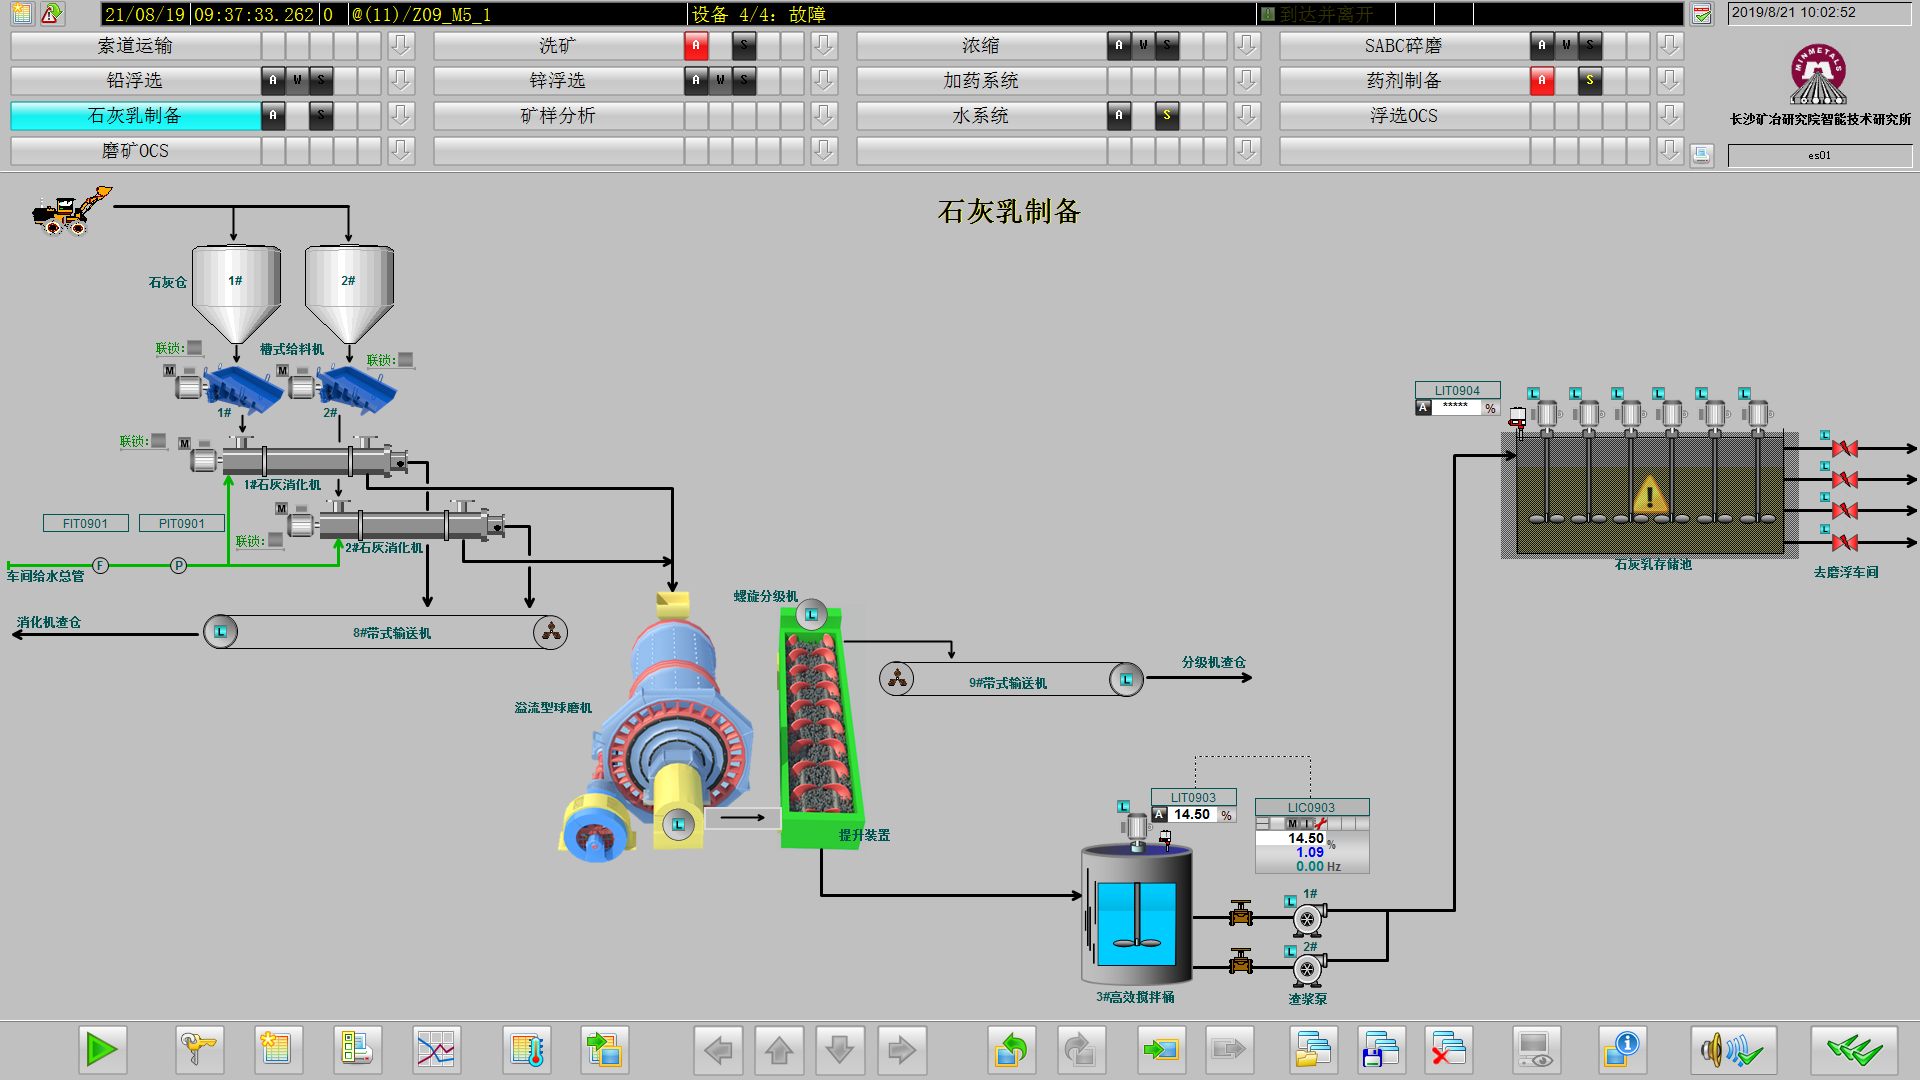 21/08/19 09:37:33.262 0 @(11)/Z09_M5_1 设备 4/4: 故障 到达并离开 2019/8/21 10:02:52
索道运输 洗矿 A S 浓缩 A W S SABC碎磨 A W S
铅浮选 A W S 锌浮选 A W S 加药系统 药剂制备 A S
石灰乳制备 A S 矿样分析 水系统 A S 浮选OCS
磨矿OCS
MINMETALS
长沙矿冶研究院智能技术研究所
es01
石灰乳制备
石灰仓 1# 2#
联锁: 槽式给料机 联锁:
M M
1# 2#
联锁: M
1#石灰消化机
M
FIT0901 PIT0901
联锁: 2#石灰消化机
F P
车间给水总管
消化机渣仓
L 8#带式输送机
溢流型球磨机
L
螺旋分级机
L
提升装置
9#带式输送机 L
分级机渣仓
LIT0904
A ***** %
L L L L L L
L
L
L
L
石灰乳存储池
去磨浮车间
L LIT0903
A 14.50 %
LIC0903
M I
14.50 %
1.09
0.00 Hz
L 1#
L 2#
3#高效搅拌桶
渣浆泵